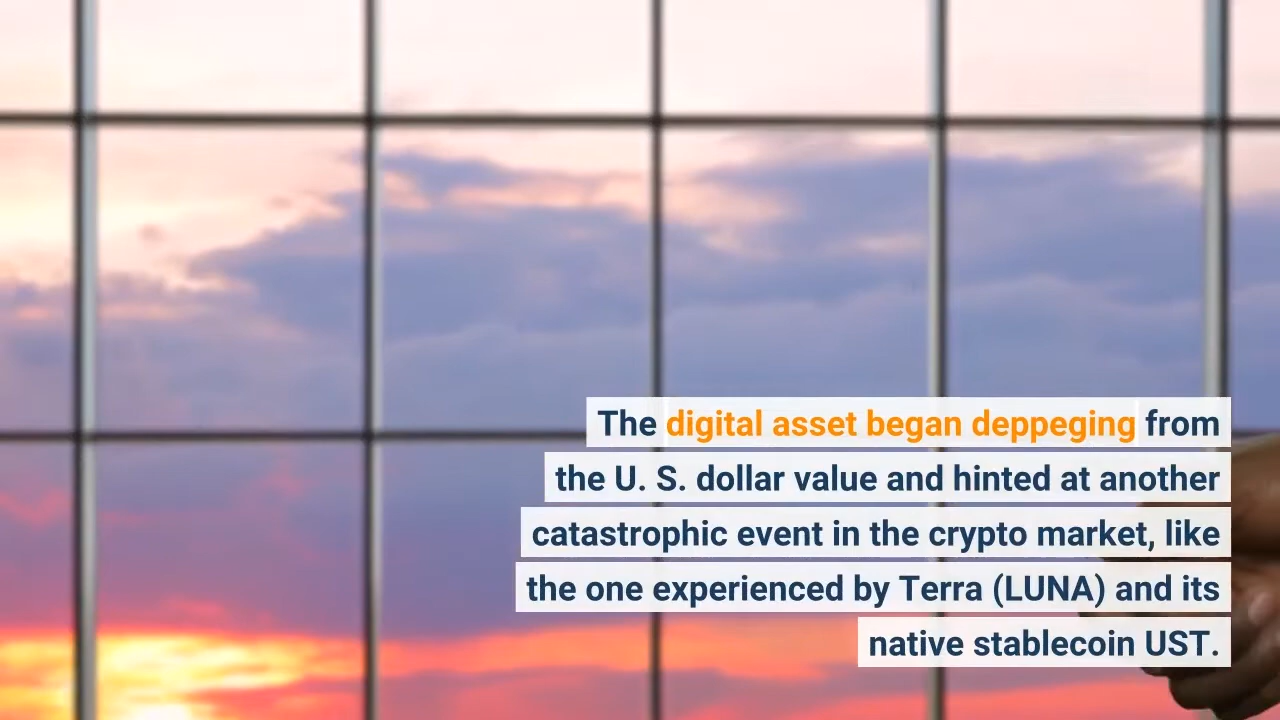 The digital asset began deppeging from
the U. S. dollar value and hinted at another
catastrophic event in the crypto market, like
the one experienced by Terra (LUNA) and its
native stablecoin UST.